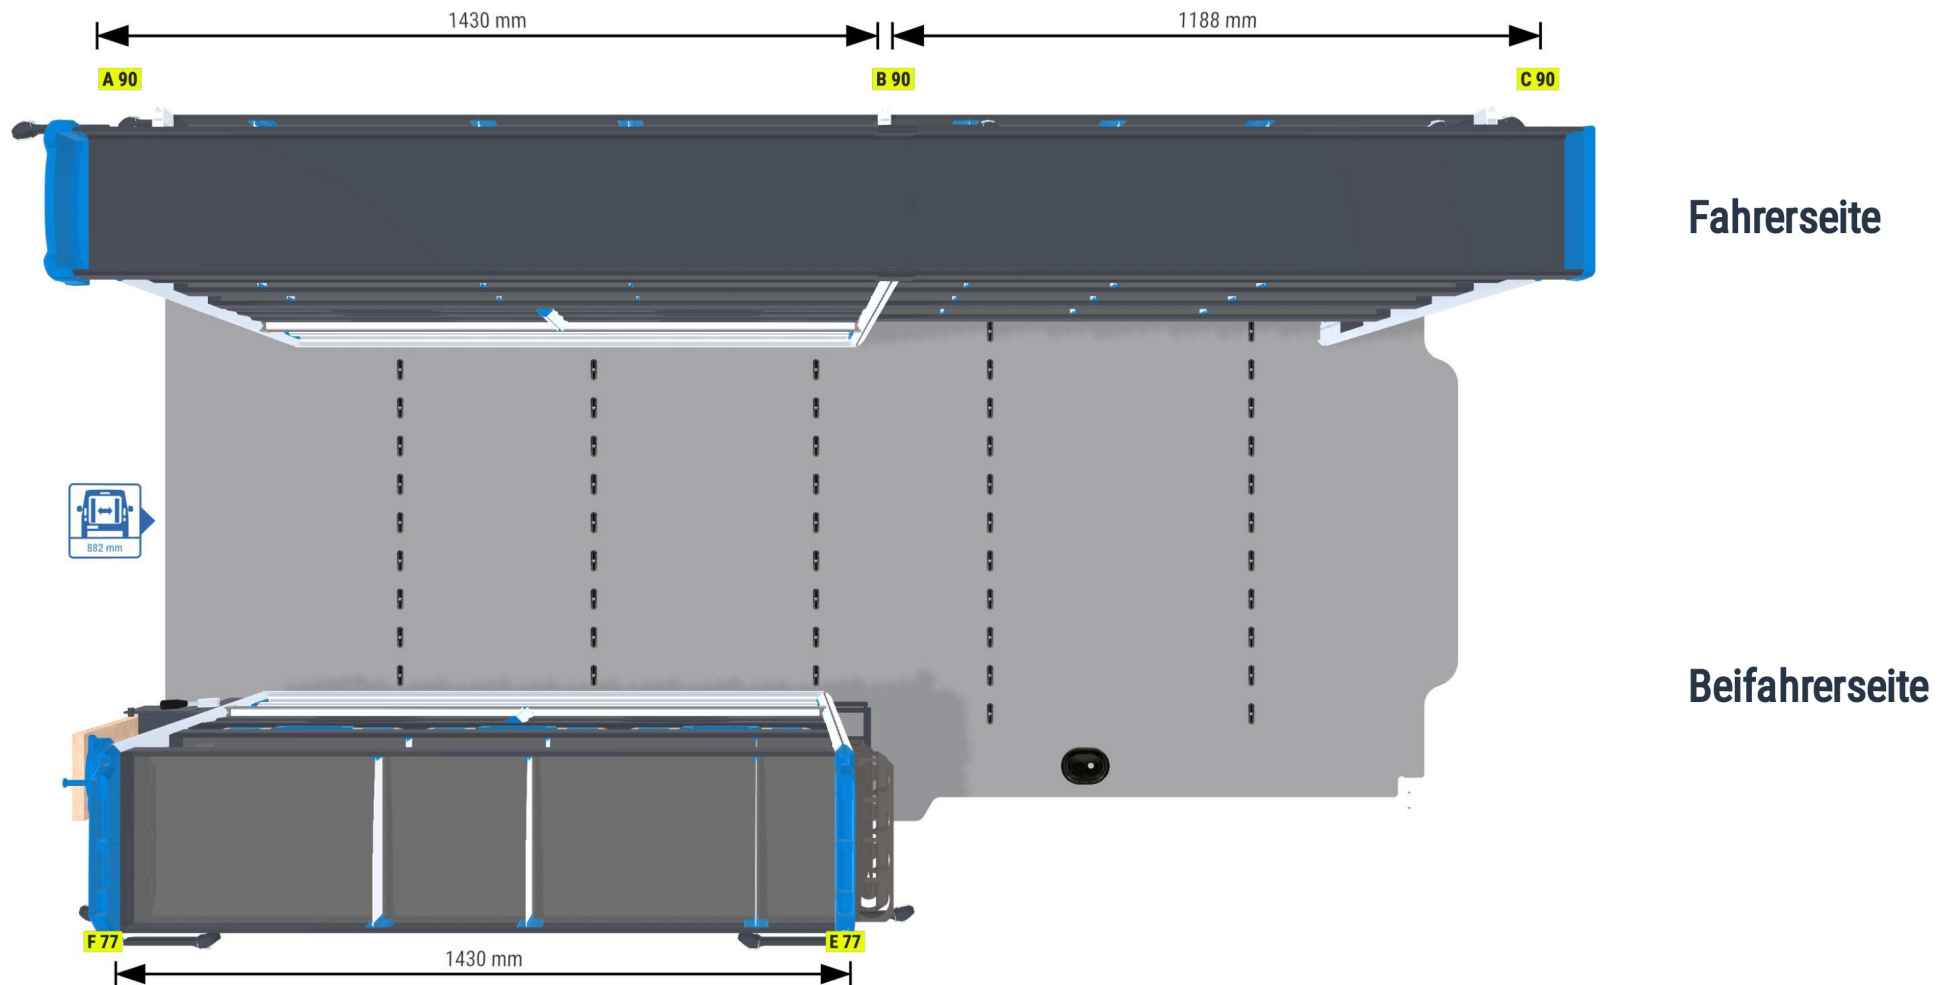 1430 mm
1188 mm
A 90
B 90
C 90
Fahrerseite
882 mm
Beifahrerseite
F 77
E 77
1430 mm